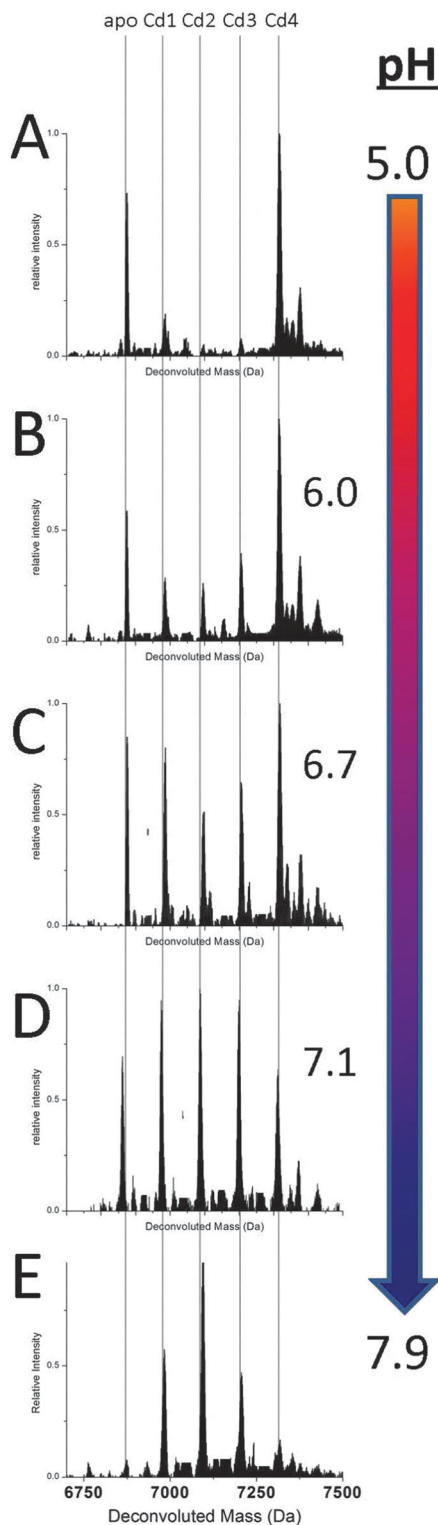 apo Cd1 Cd2 Cd3 Cd4
pH
A
5.0
1.0
0.5
0.0
relative intensity
Deconvoluted Mass (Da)
B
6.0
1.0
0.5
0.0
relative intensity
Deconvoluted Mass (Da)
C
6.7
1.0
0.5
0.0
relative intensity
Deconvoluted Mass (Da)
D
7.1
1.0
0.5
0.0
relative intensity
Deconvoluted Mass (Da)
E
7.9
0.5
0.0
Relative Intensity
6750 7000 7250 7500
Deconvoluted Mass (Da)